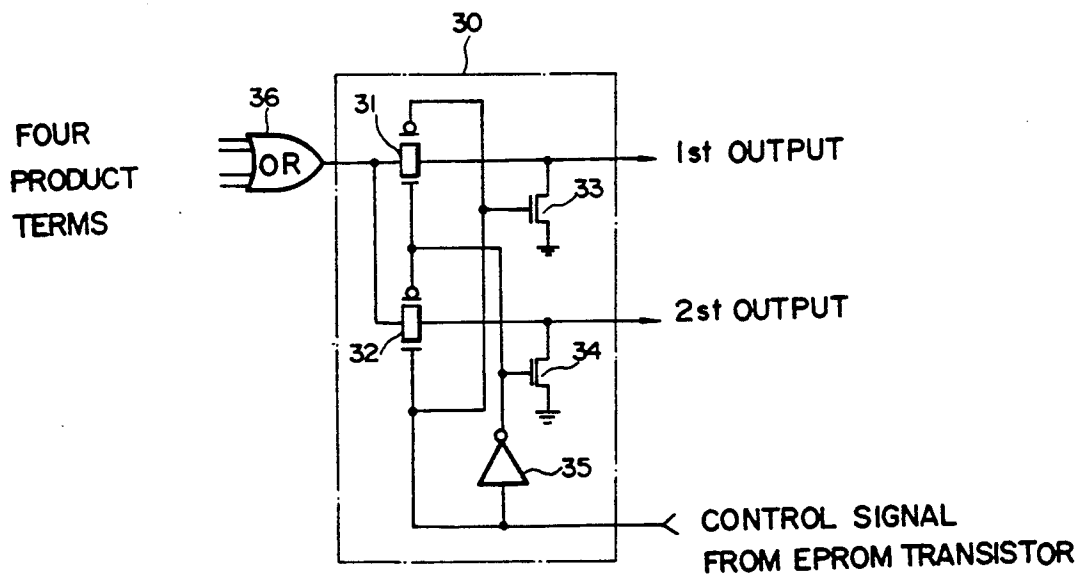 30
36
31
FOUR
PRODUCT
TERMS
OR
1st OUTPUT
33
2st OUTPUT
32
34
35
CONTROL SIGNAL
FROM EPROM TRANSISTOR